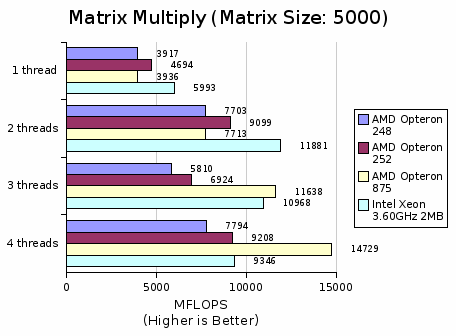 Matrix Multiply (Matrix Size: 5000)
1 thread
3917
4694
3936
5993
2 threads
7703
9099
7713
11881
3 threads
5810
6924
11638
10968
4 threads
7794
9208
14729
9346
0 5000 10000 15000
MFLOPS
(Higher is Better)
AMD Opteron
248
AMD Opteron
252
AMD Opteron
875
Intel Xeon
3.60GHz 2MB